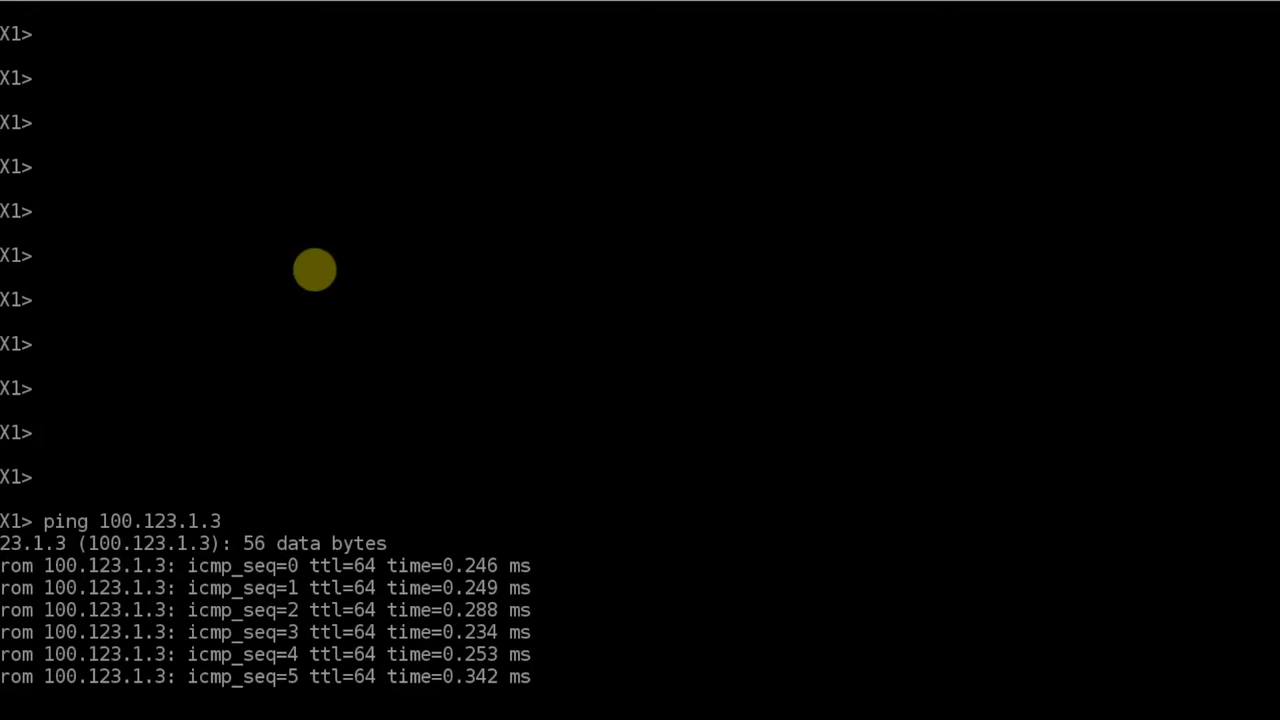 X1>
X1>
X1>
X1>
X1>
X1>
X1>
X1>
X1>
X1>
X1>
X1> ping 100.123.1.3
23.1.3 (100.123.1.3): 56 data bytes
rom 100.123.1.3: icmp_seq=0 ttl=64 time=0.246 ms
rom 100.123.1.3: icmp_seq=1 ttl=64 time=0.249 ms
rom 100.123.1.3: icmp_seq=2 ttl=64 time=0.288 ms
rom 100.123.1.3: icmp_seq=3 ttl=64 time=0.234 ms
rom 100.123.1.3: icmp_seq=4 ttl=64 time=0.253 ms
rom 100.123.1.3: icmp_seq=5 ttl=64 time=0.342 ms